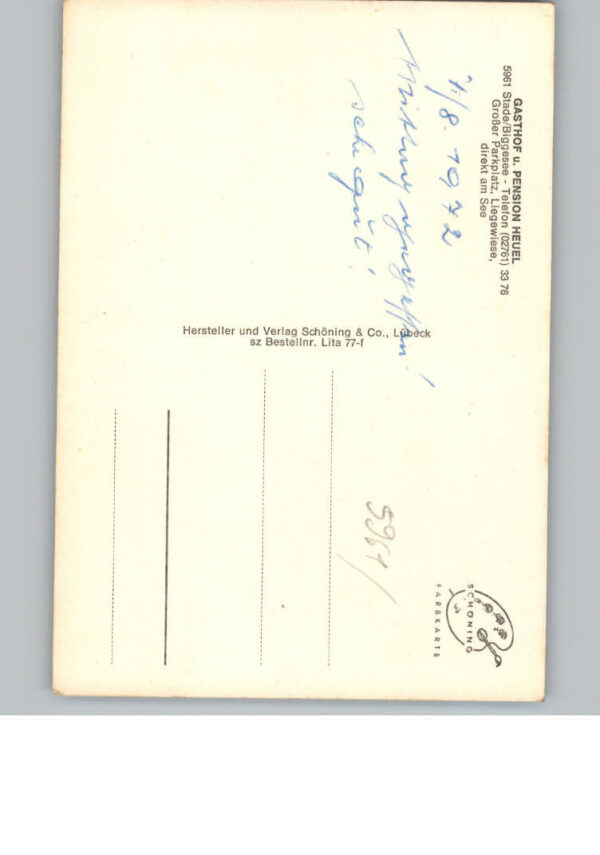 GASTHOF u. PENSION HEUEL
5961 Stade/Biggesee - Telefon (02761) 33 76
Großer Parkplatz, Liegewiese,
direkt am See
7./8. 1972
sehr gut!
Hersteller und Verlag Schöning & Co., Lübeck
sz Bestellnr. Lita 77-f
5961
SCHÖNING
FARBKARTE